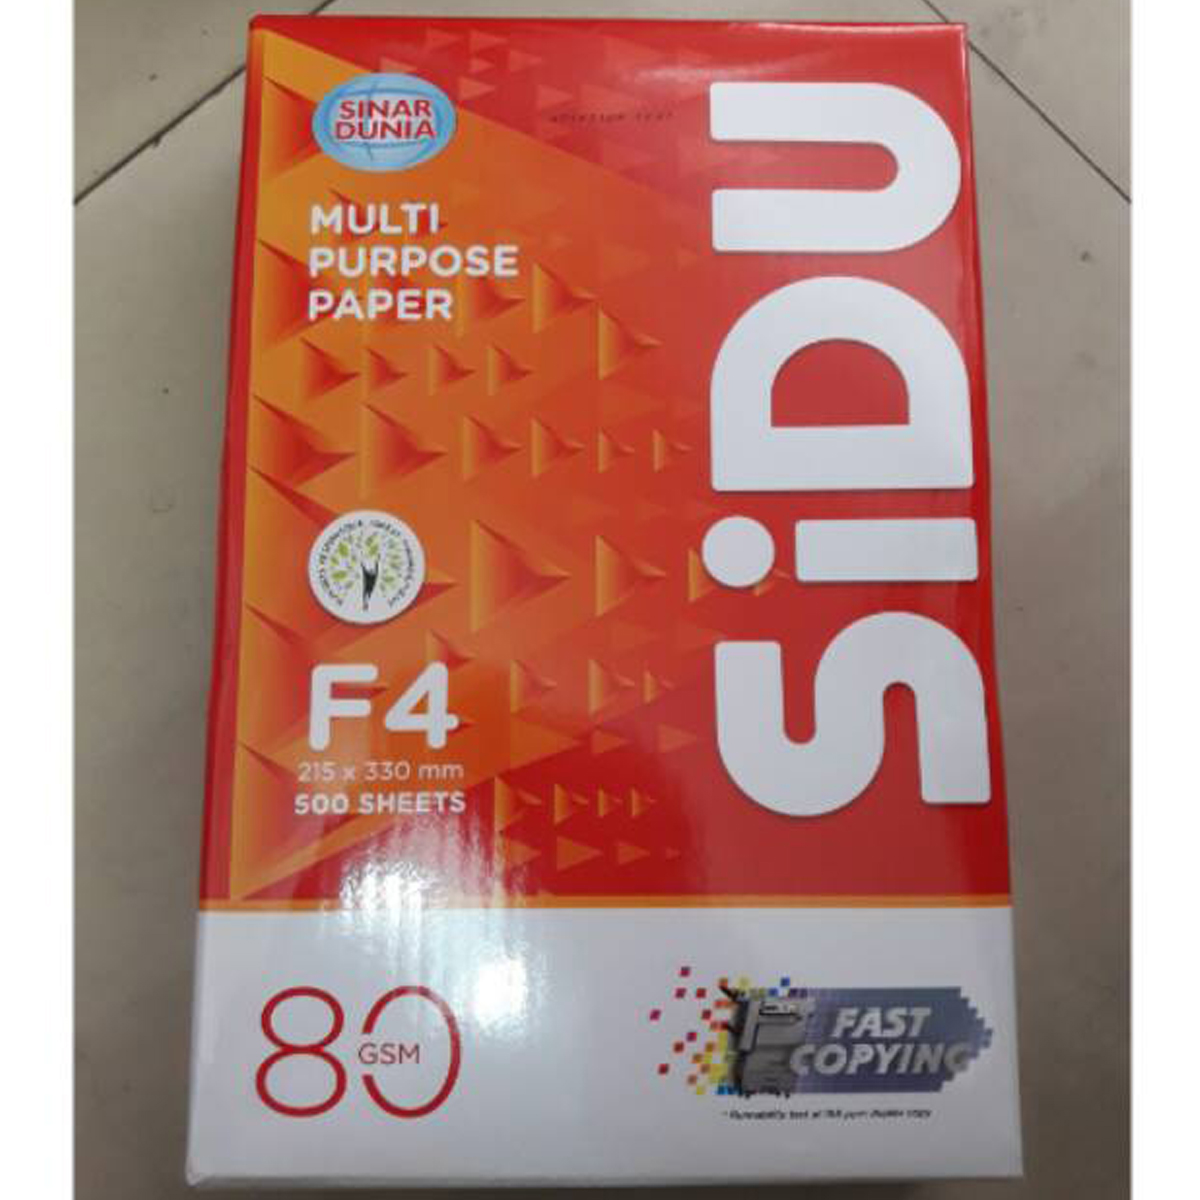 SINAR
DUNIA
MULTI
PURPOSE
PAPER
SiDU
F4
215 x 330 mm
500 SHEETS
80
GSM
FAST
COPYING